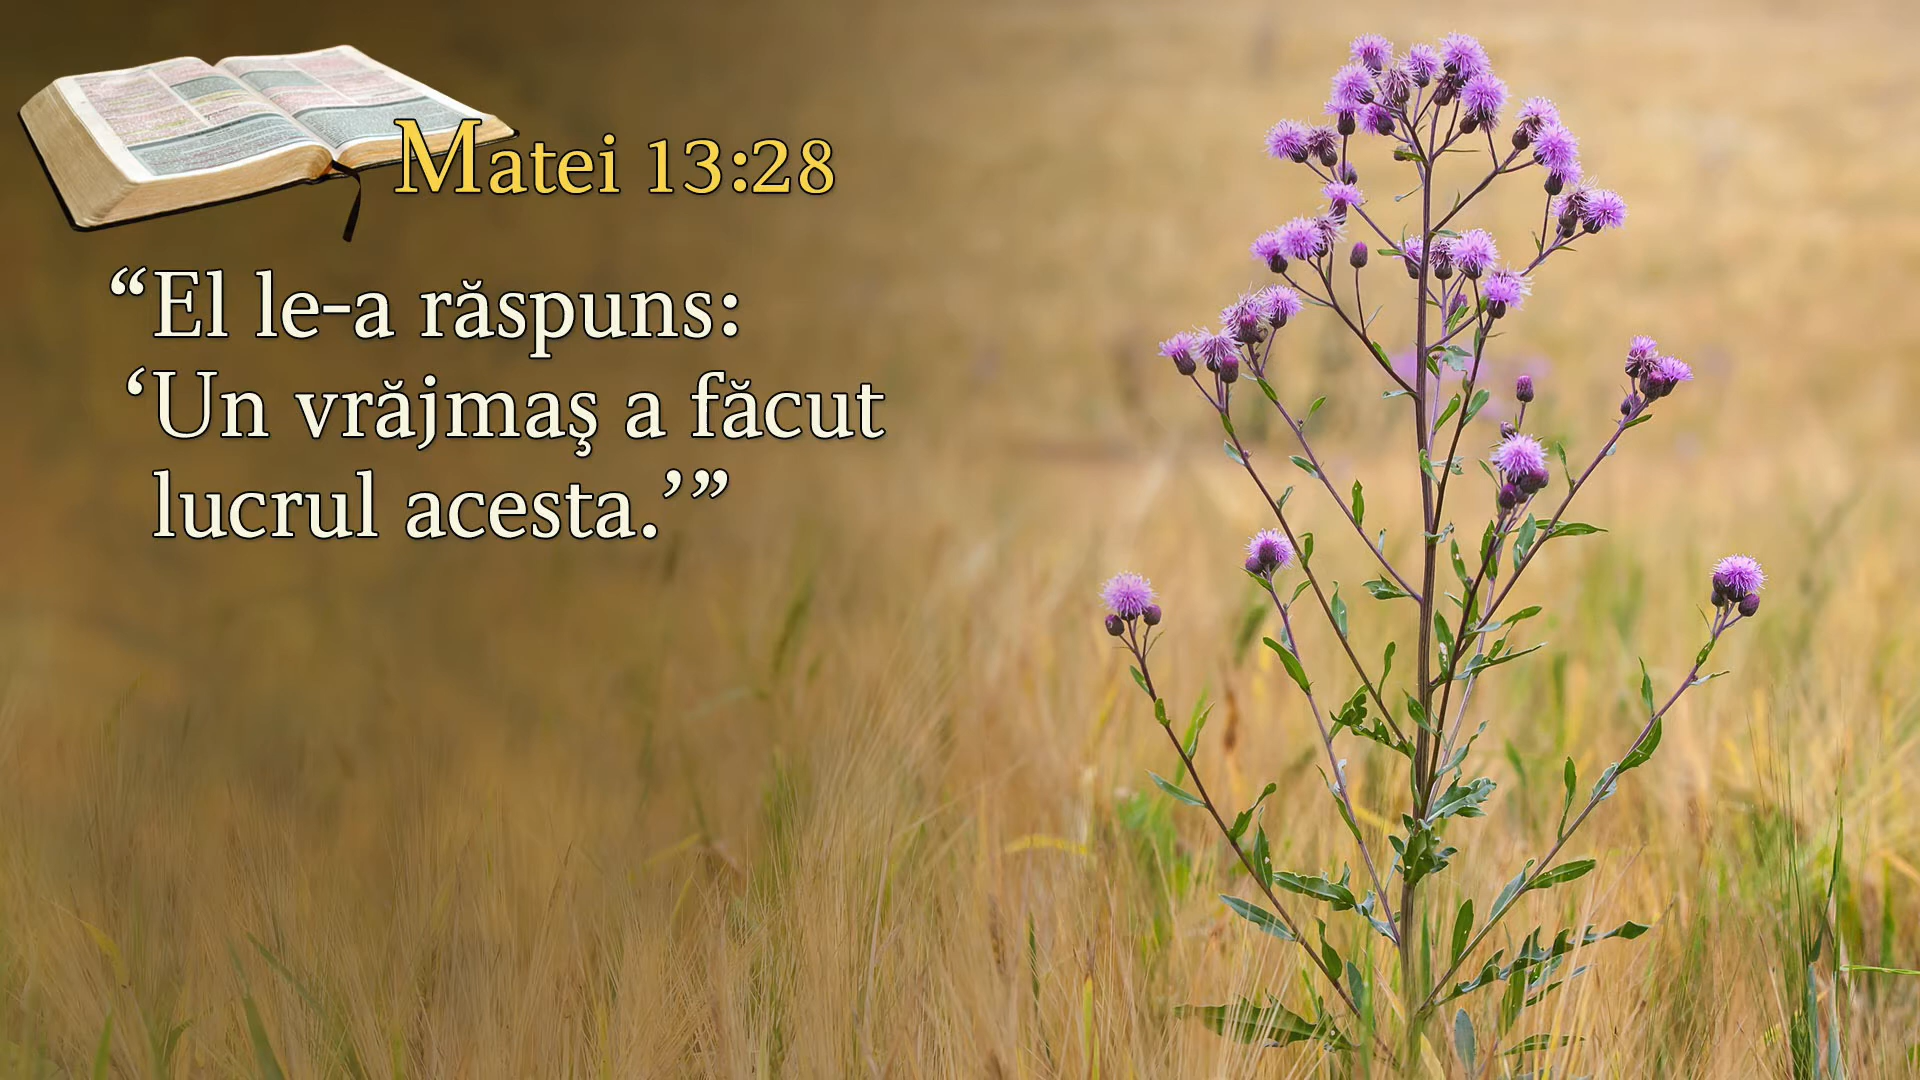 Matei 13:28
“El le-a răspuns:
‘Un vrăjmaş a făcut
lucrul acesta.’”